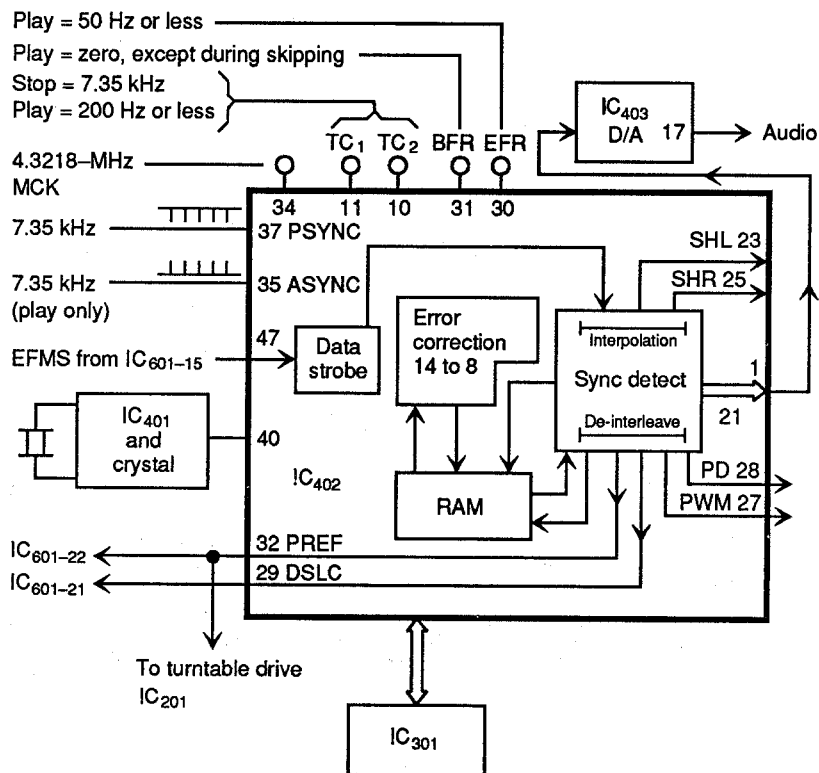 Play = 50 Hz or less
Play = zero, except during skipping
Stop = 7.35 kHz
Play = 200 Hz or less
IC403
D/A 17
Audio
TC1 TC2 BFR EFR
4.3218–MHz
MCK
34 11 10 31 30
7.35 kHz
37 PSYNC
SHL 23
7.35 kHz
(play only)
35 ASYNC
SHR 25
Error
correction
14 to 8
Interpolation
47
Data
strobe
EFMS from IC601–15
Sync detect
1
21
De-interleave
IC401
and
crystal
40
IC402
RAM
PD 28
PWM 27
IC601–22
32 PREF
IC601–21
29 DSLC
To turntable drive
IC201
IC301